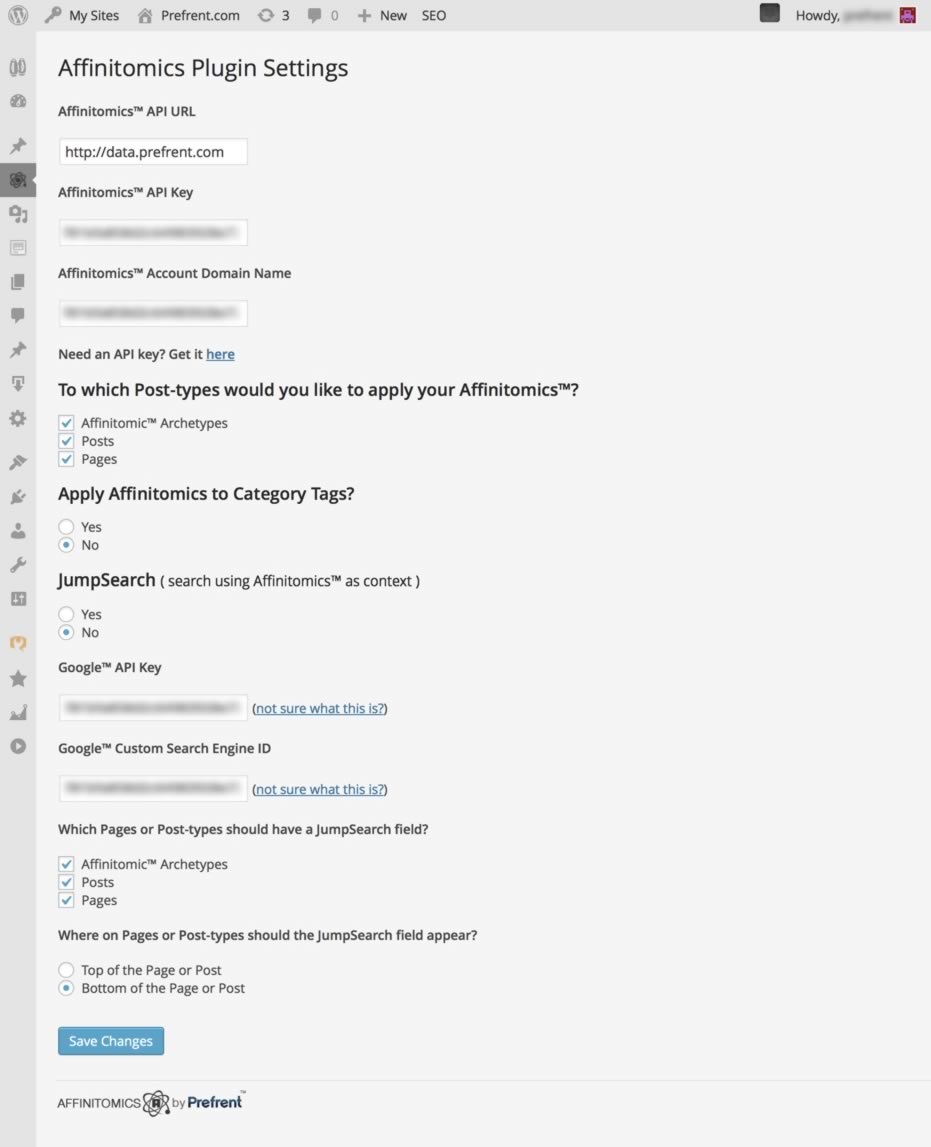 My Sites Prefrent.com 3 0 New SEO Howdy,
Affinitomics Plugin Settings
Affinitomics™ API URL
http://data.prefrent.com
Affinitomics™ API Key
Affinitomics™ Account Domain Name
Need an API key? Get it here
To which Post-types would you like to apply your Affinitomics™?
Affinitomic™ Archetypes
Posts
Pages
Apply Affinitomics to Category Tags?
Yes
No
JumpSearch ( search using Affinitomics™ as context )
Yes
No
Google™ API Key
(not sure what this is?)
Google™ Custom Search Engine ID
(not sure what this is?)
Which Pages or Post-types should have a JumpSearch field?
Affinitomic™ Archetypes
Posts
Pages
Where on Pages or Post-types should the JumpSearch field appear?
Top of the Page or Post
Bottom of the Page or Post
Save Changes
AFFINITOMICS by Prefrent™